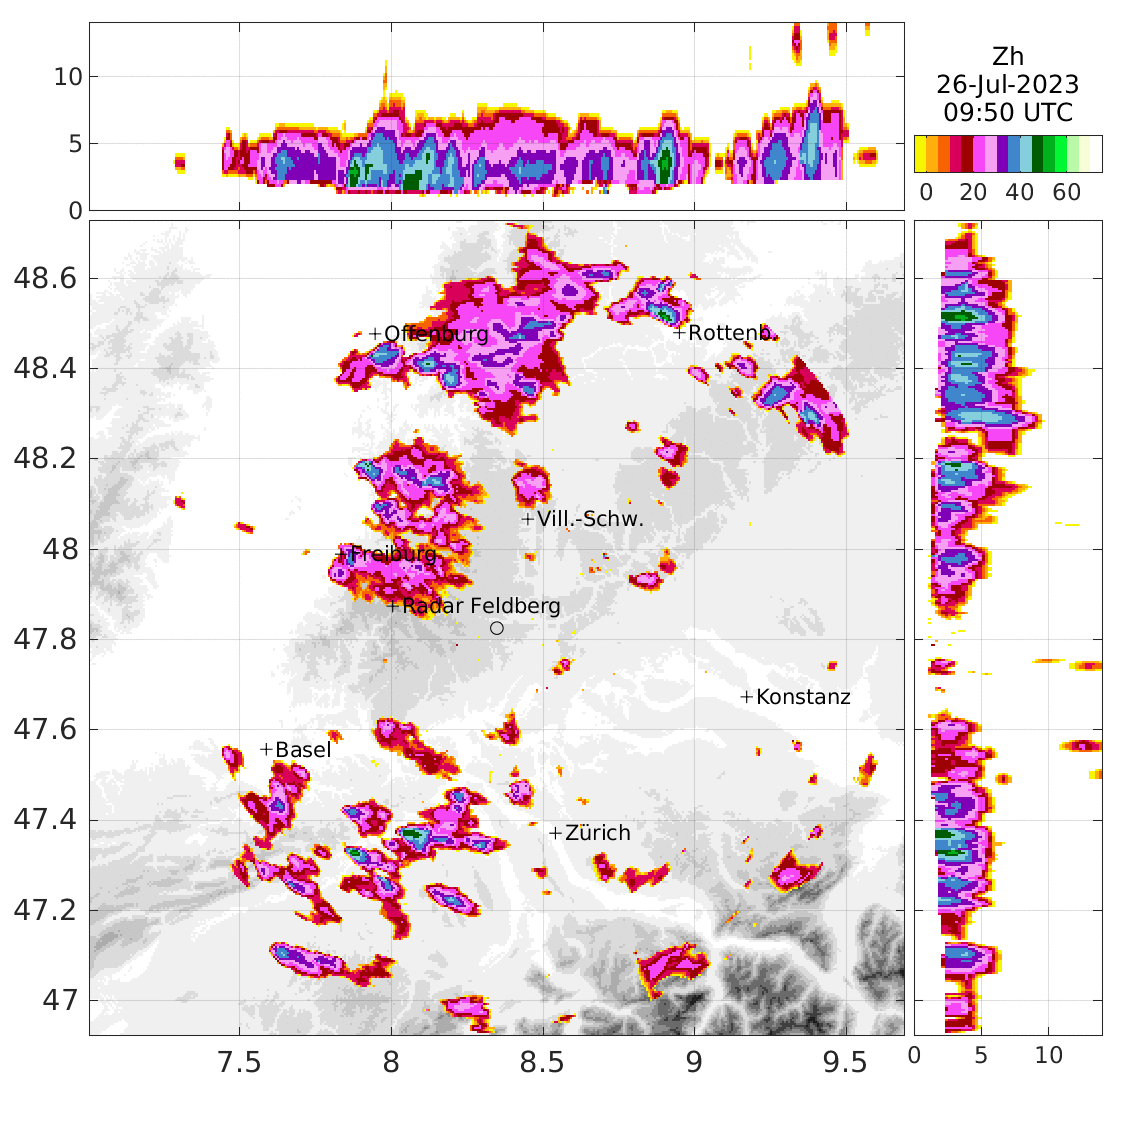 10
5
0
Zh
26-Jul-2023
09:50 UTC
0 20 40 60
48.6
48.4
48.2
48
47.8
47.6
47.4
47.2
47
+Offenburg
+Rottenb.
+Vill.-Schw.
+Freiburg
+Radar Feldberg
+Konstanz
+Basel
+Zürich
7.5 8 8.5 9 9.5
0 5 10